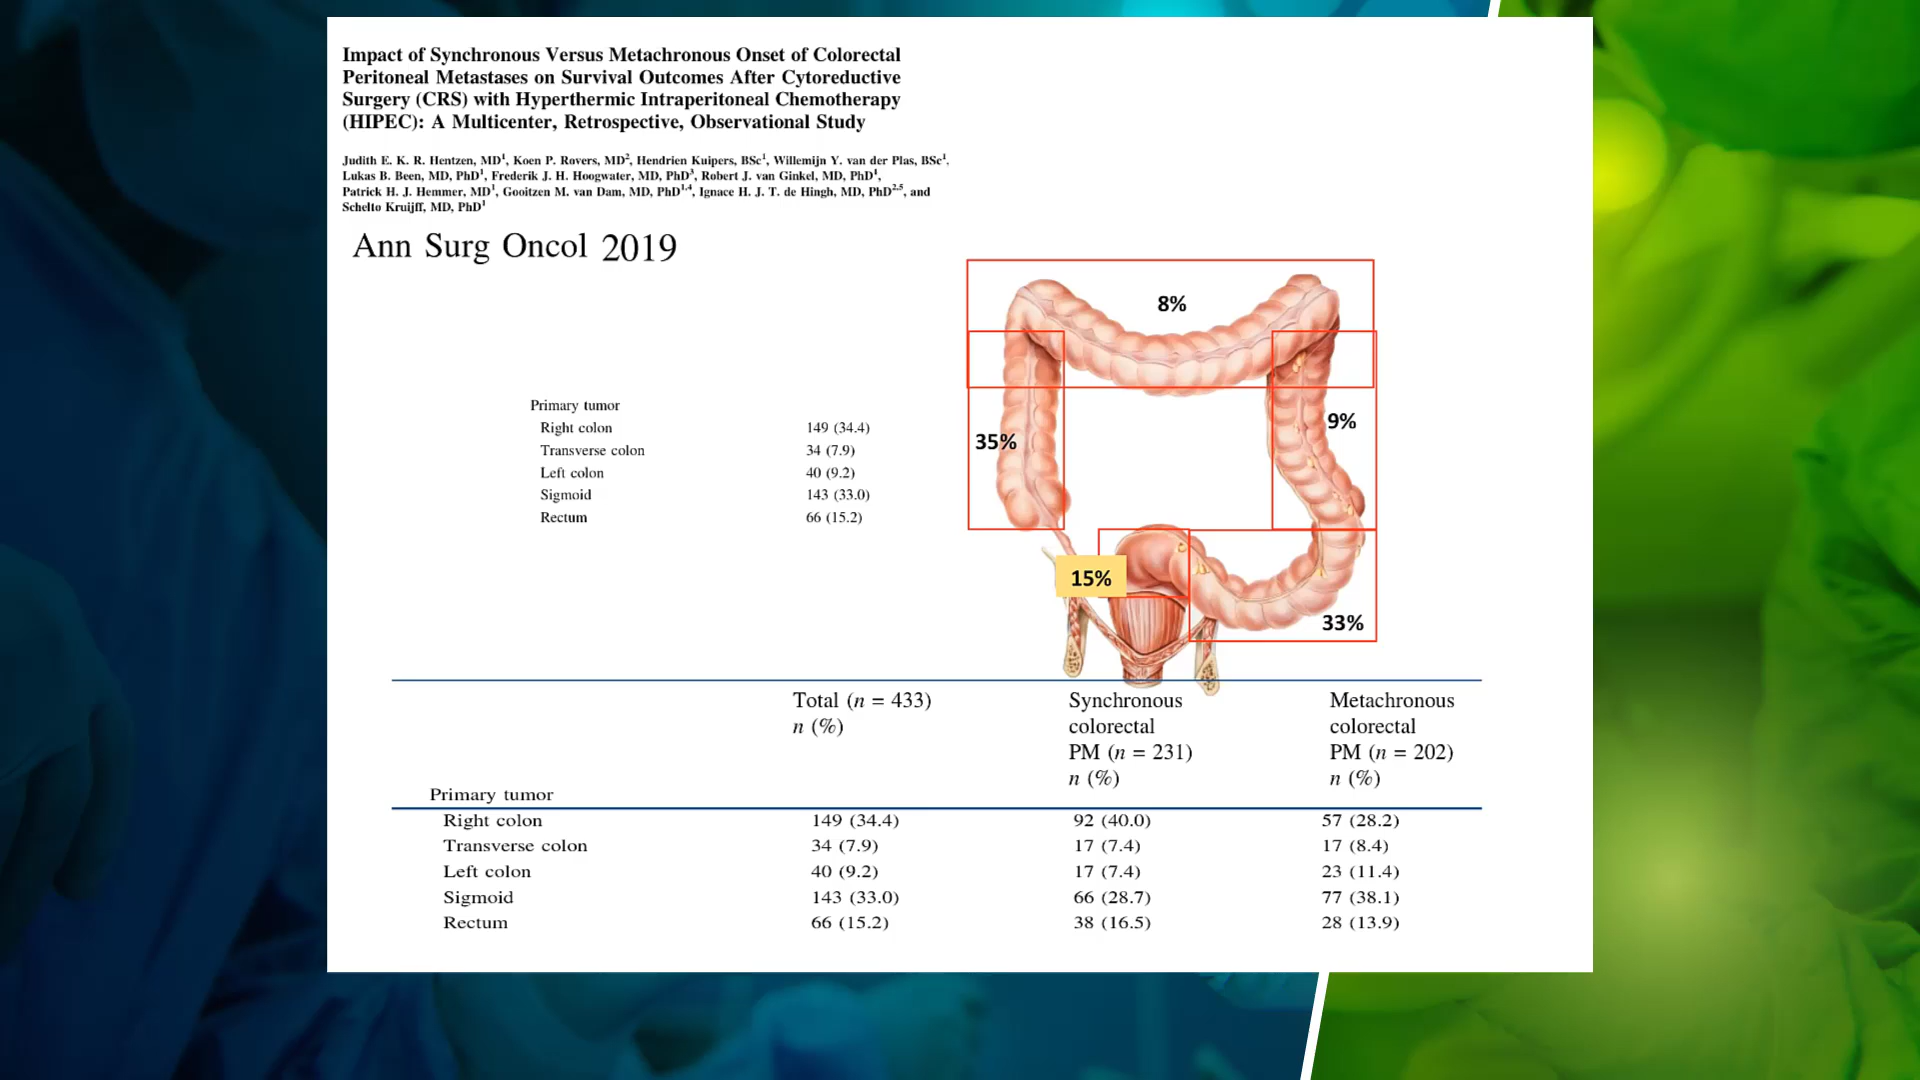 Impact of Synchronous Versus Metachronous Onset of Colorectal
Peritoneal Metastases on Survival Outcomes After Cytoreductive
Surgery (CRS) with Hyperthermic Intraperitoneal Chemotherapy
(HIPEC): A Multicenter, Retrospective, Observational Study
Judith E. K. R. Hentzen, MD1, Koen P. Rovers, MD2, Hendrien Kuipers, BSc1, Willemijn Y. van der Plas, BSc1,
Lukas B. Been, MD, PhD1, Frederik J. H. Hoogwater, MD, PhD3, Robert J. van Ginkel, MD, PhD1,
Patrick H. J. Hemmer, MD1, Gooitzen M. van Dam, MD, PhD1,4, Ignace H. J. T. de Hingh, MD, PhD2,5, and
Schelto Kruijff, MD, PhD1
Ann Surg Oncol 2019
8%
35%
9%
15%
33%
Primary tumor
Right colon 149 (34.4)
Transverse colon 34 (7.9)
Left colon 40 (9.2)
Sigmoid 143 (33.0)
Rectum 66 (15.2)
Total (n = 433) Synchronous Metachronous
n (%) colorectal colorectal
PM (n = 231) PM (n = 202)
n (%) n (%)
Primary tumor
Right colon 149 (34.4) 92 (40.0) 57 (28.2)
Transverse colon 34 (7.9) 17 (7.4) 17 (8.4)
Left colon 40 (9.2) 17 (7.4) 23 (11.4)
Sigmoid 143 (33.0) 66 (28.7) 77 (38.1)
Rectum 66 (15.2) 38 (16.5) 28 (13.9)